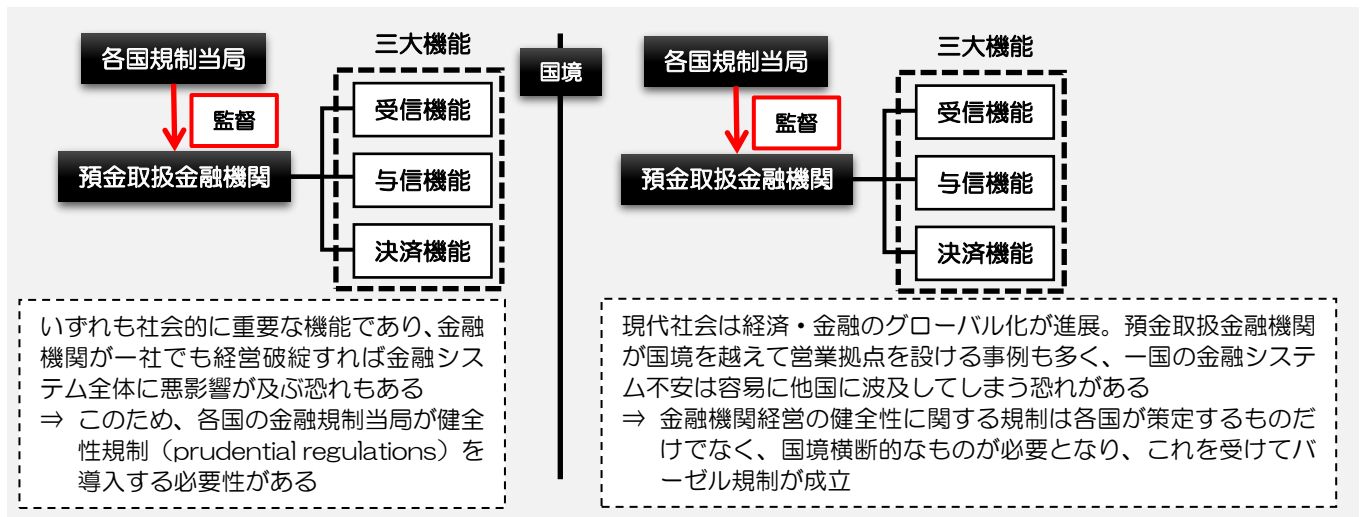 各国規制当局
監督
預金取扱金融機関
三大機能
受信機能
与信機能
決済機能
いずれも社会的に重要な機能であり、金融
機関が一社でも経営破綻すれば金融シス
テム全体に悪影響が及ぶ恐れもある
⇒ このため、各国の金融規制当局が健全
性規制（prudential regulations）を
導入する必要性がある
国境
各国規制当局
監督
預金取扱金融機関
三大機能
受信機能
与信機能
決済機能
現代社会は経済・金融のグローバル化が進展。預金取扱金融機関
が国境を越えて営業拠点を設ける事例も多く、一国の金融システ
ム不安は容易に他国に波及してしまう恐れがある
⇒ 金融機関経営の健全性に関する規制は各国が策定するものだ
けでなく、国境横断的なものが必要となり、これを受けてバ
ーゼル規制が成立